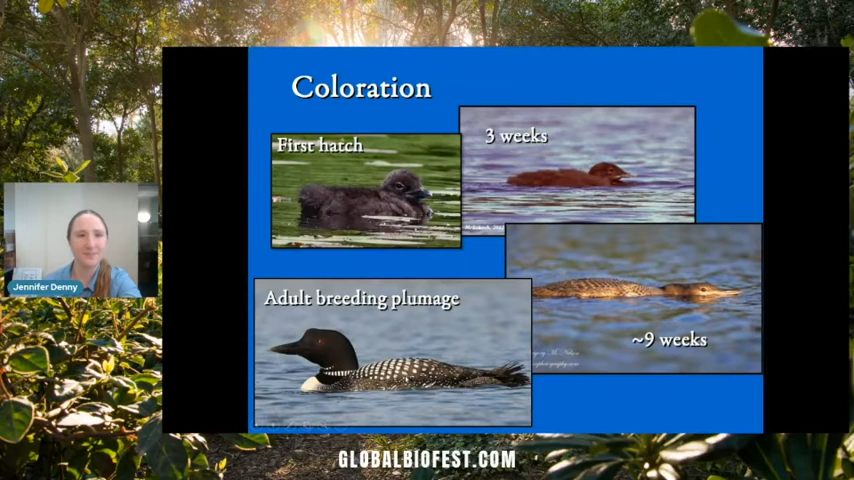 Coloration
First hatch
3 weeks
~9 weeks
Adult breeding plumage
Jennifer Denny
GLOBALBIOFEST.COM